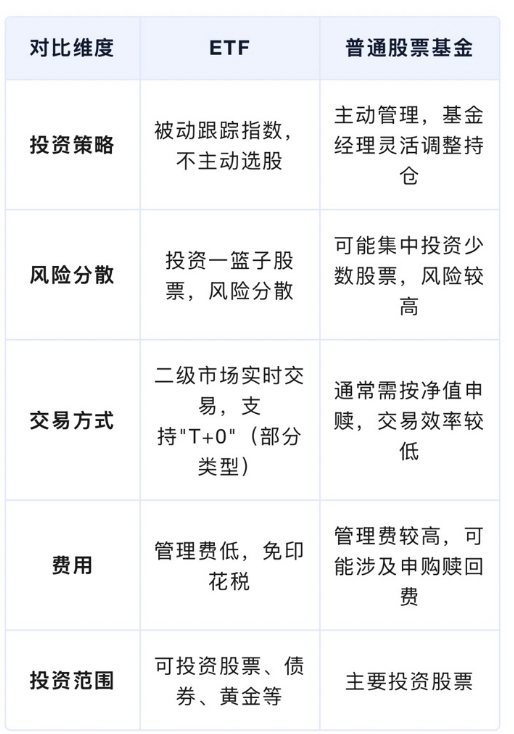 对比维度 ETF 普通股票基金
投资策略
被动跟踪指数，
不主动选股
主动管理，基金
经理灵活调整持
仓
风险分散
投资一篮子股
票，风险分散
可能集中投资少
数股票，风险较
高
交易方式
二级市场实时交
易，支
持"T+0"（部分
类型）
通常需按净值申
赎，交易效率较
低
费用
管理费低，免印
花税
管理费较高，可
能涉及申购赎回
费
投资范围
可投资股票、债
券、黄金等
主要投资股票